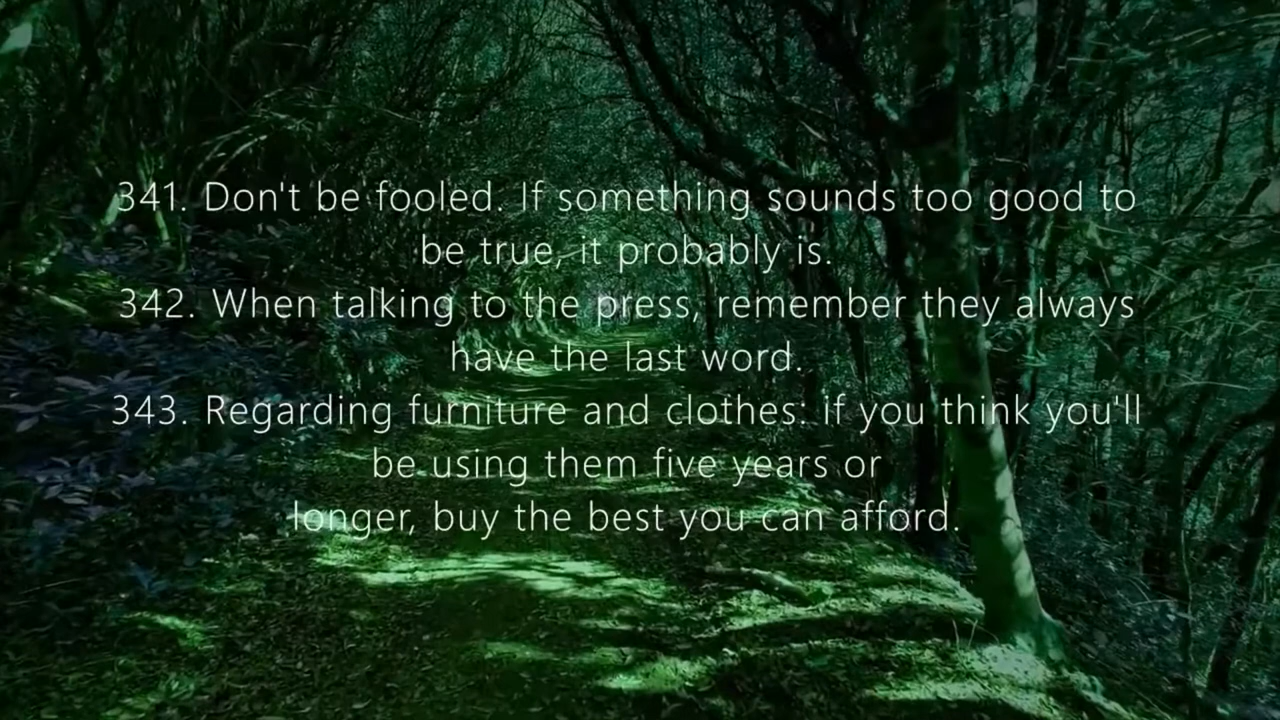 341. Don't be fooled. If something sounds too good to
be true, it probably is.
342. When talking to the press, remember they always
have the last word.
343. Regarding furniture and clothes: if you think you'll
be using them five years or
longer, buy the best you can afford.